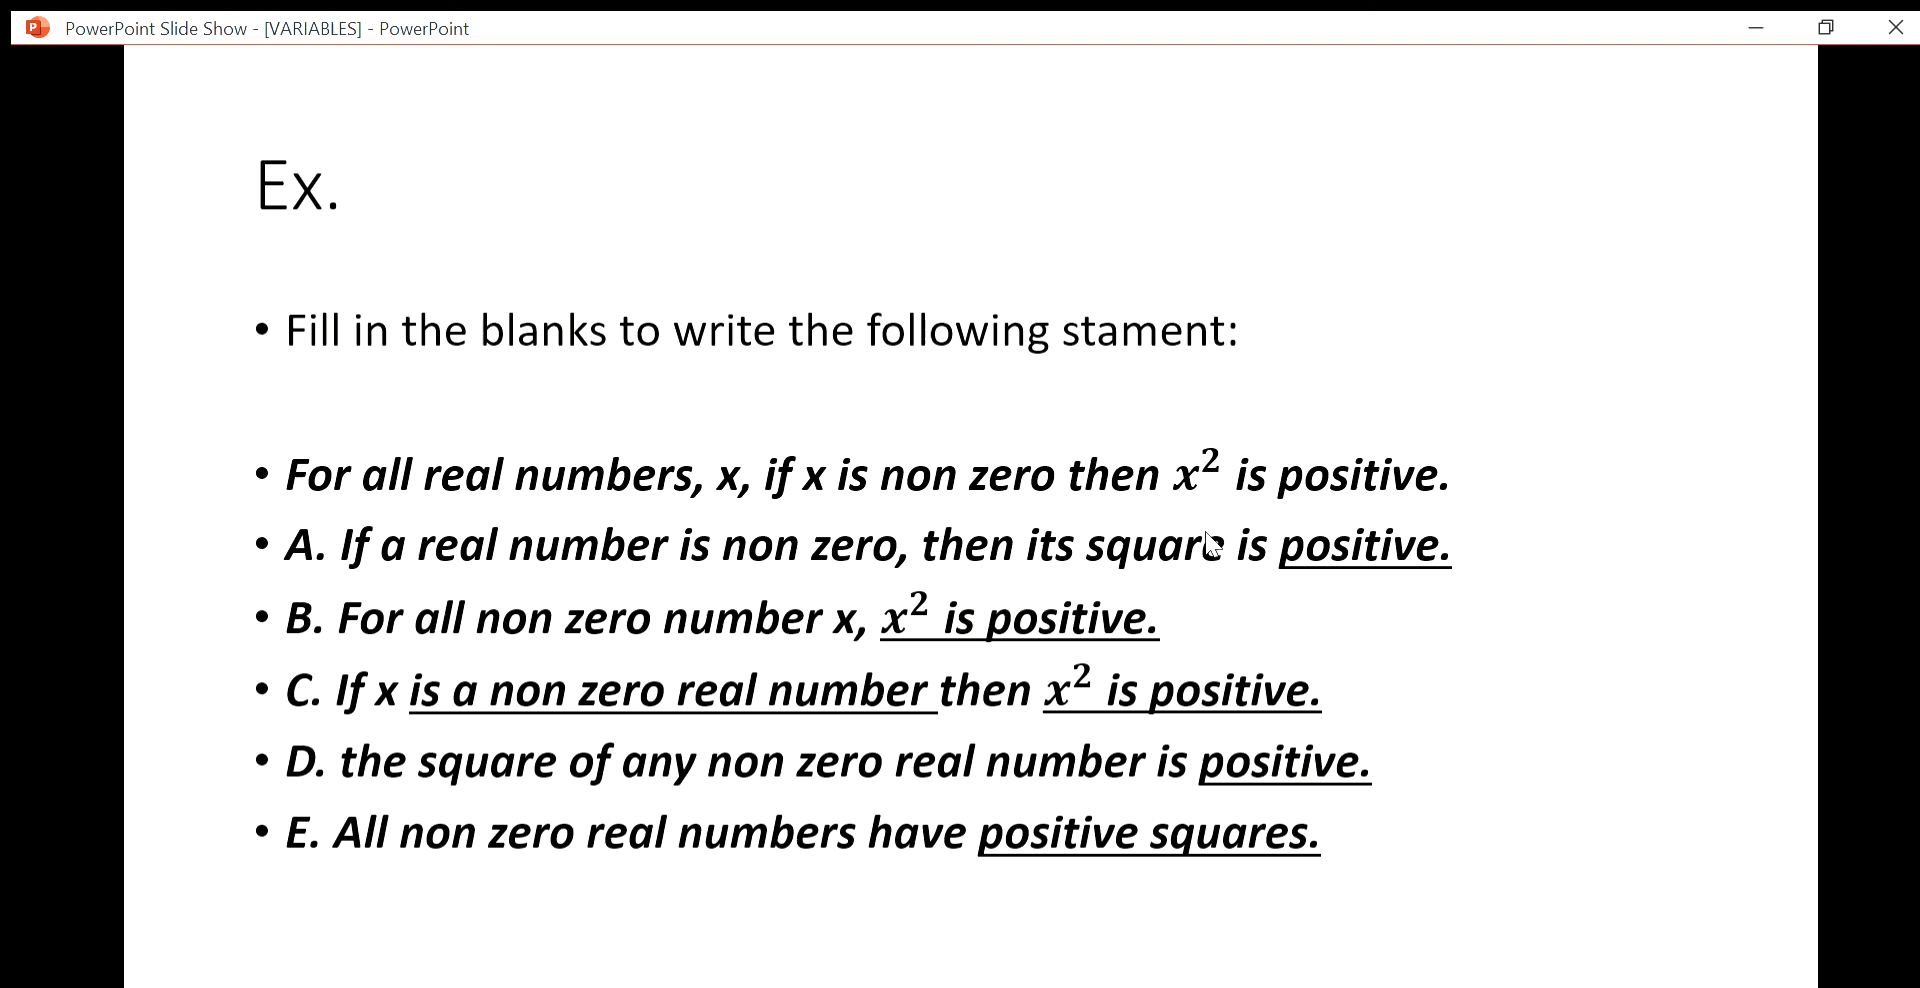 PowerPoint Slide Show - [VARIABLES] - PowerPoint
Ex.
• Fill in the blanks to write the following stament:
• For all real numbers, x, if x is non zero then x² is positive.
• A. If a real number is non zero, then its square is positive.
• B. For all non zero number x, x² is positive.
• C. If x is a non zero real number then x² is positive.
• D. the square of any non zero real number is positive.
• E. All non zero real numbers have positive squares.